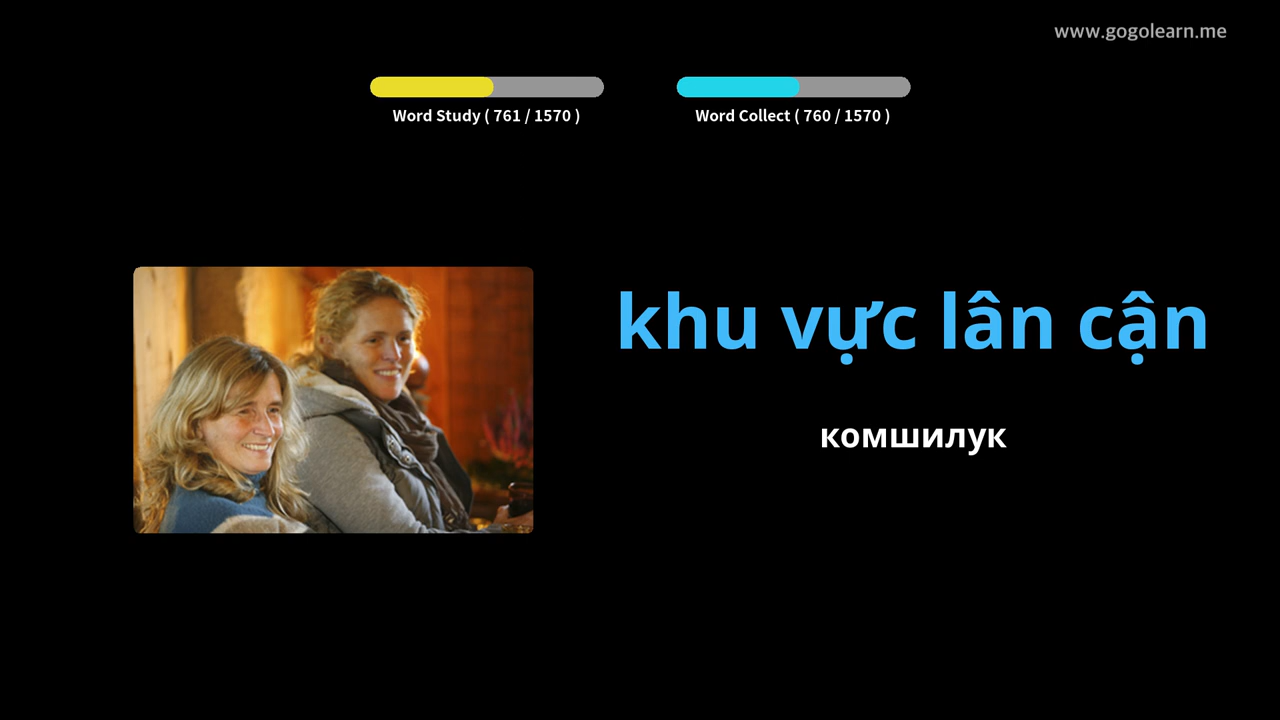 www.gogolearn.me
Word Study ( 761 / 1570 )
Word Collect ( 760 / 1570 )
khu vực lân cận
комшилук